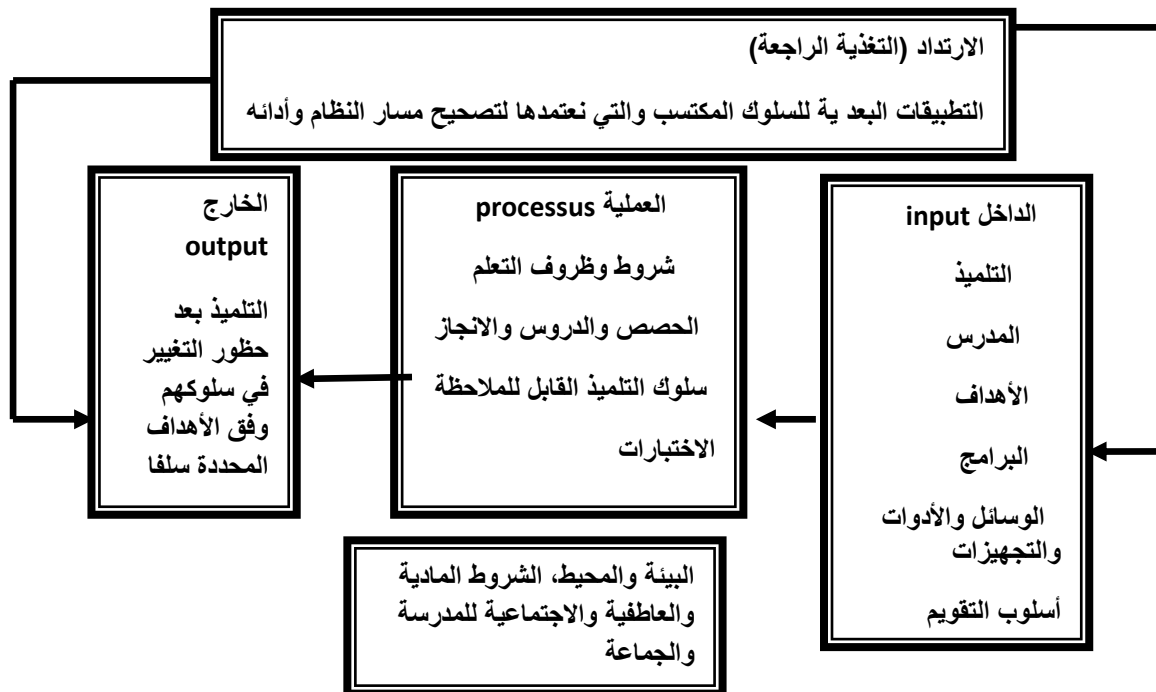 الارتداد (التغذية الراجعة)
التطبيقات البعد ية للسلوك المكتسب والتي نعتمدها لتصحيح مسار النظام وأدائه
الداخل input
التلميذ
المدرس
الأهداف
البرامج
الوسائل والأدوات
والتجهيزات
أسلوب التقويم
العملية processus
شروط وظروف التعلم
الحصص والدروس والانجاز
سلوك التلميذ القابل للملاحظة
الاختبارات
الخارج
output
التلميذ بعد
حظور التغيير
في سلوكهم
وفق الأهداف
المحددة سلفا
البيئة والمحيط، الشروط المادية
والعاطفية والاجتماعية للمدرسة
والجماعة